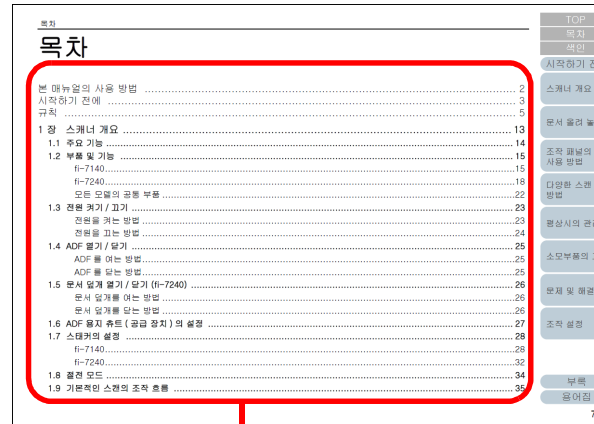 목차
목차
본 매뉴얼의 사용 방법 ........ 2
시작하기 전에 ........ 3
규칙 ........ 5
1 장 스캐너 개요 ........ 13
1.1 주요 기능 ........ 14
1.2 부품 및 기능 ........ 15
fi-7140 ........ 15
fi-7240 ........ 18
모든 모델의 공통 부품 ........ 22
1.3 전원 켜기 / 끄기 ........ 23
전원을 켜는 방법 ........ 23
전원을 끄는 방법 ........ 24
1.4 ADF 열기 / 닫기 ........ 25
ADF 를 여는 방법 ........ 25
ADF 를 닫는 방법 ........ 25
1.5 문서 덮개 열기 / 닫기 (fi-7240) ........ 26
문서 덮개를 여는 방법 ........ 26
문서 덮개를 닫는 방법 ........ 26
1.6 ADF 용지 츄트 ( 공급 장치 ) 의 설정 ........ 27
1.7 스태커의 설정 ........ 28
fi-7140 ........ 28
fi-7240 ........ 32
1.8 절전 모드 ........ 34
1.9 기본적인 스캔의 조작 흐름 ........ 35
TOP
목차
색인
시작하기
스캐너 개요
문서 올려
조작 패널의
사용 방법
다양한 스캔
방법
평상시의
소모부품의
문제 및 해결
조작 설정
부록
용어집
7